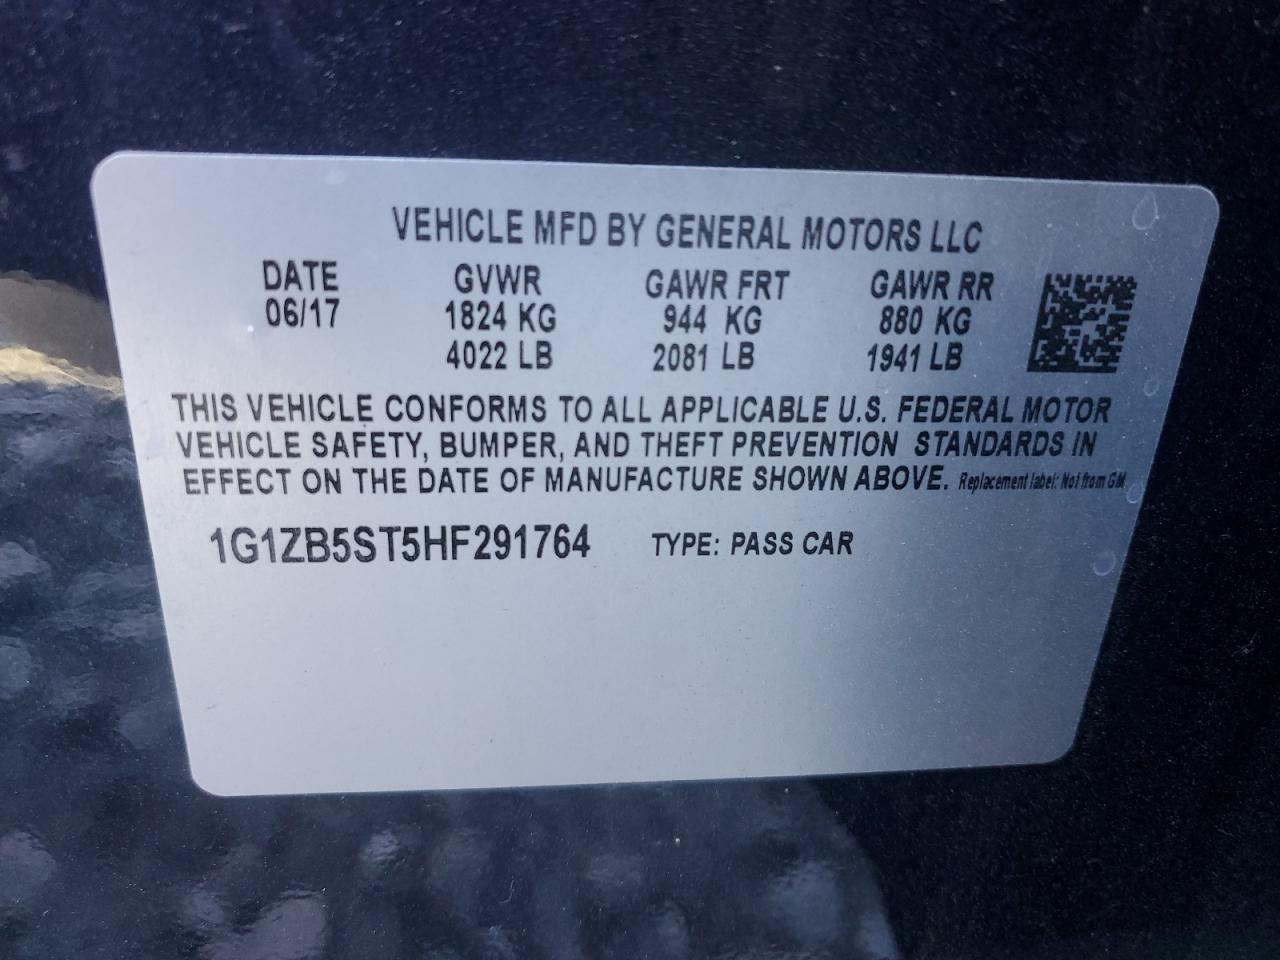 VEHICLE MFD BY GENERAL MOTORS LLC
DATE GVWR GAWR FRT GAWR RR
06/17 1824 KG 944 KG 880 KG
4022 LB 2081 LB 1941 LB
THIS VEHICLE CONFORMS TO ALL APPLICABLE U.S. FEDERAL MOTOR
VEHICLE SAFETY, BUMPER, AND THEFT PREVENTION STANDARDS IN
EFFECT ON THE DATE OF MANUFACTURE SHOWN ABOVE. Replacement label: Not from GM
1G1ZB5ST5HF291764 TYPE: PASS CAR